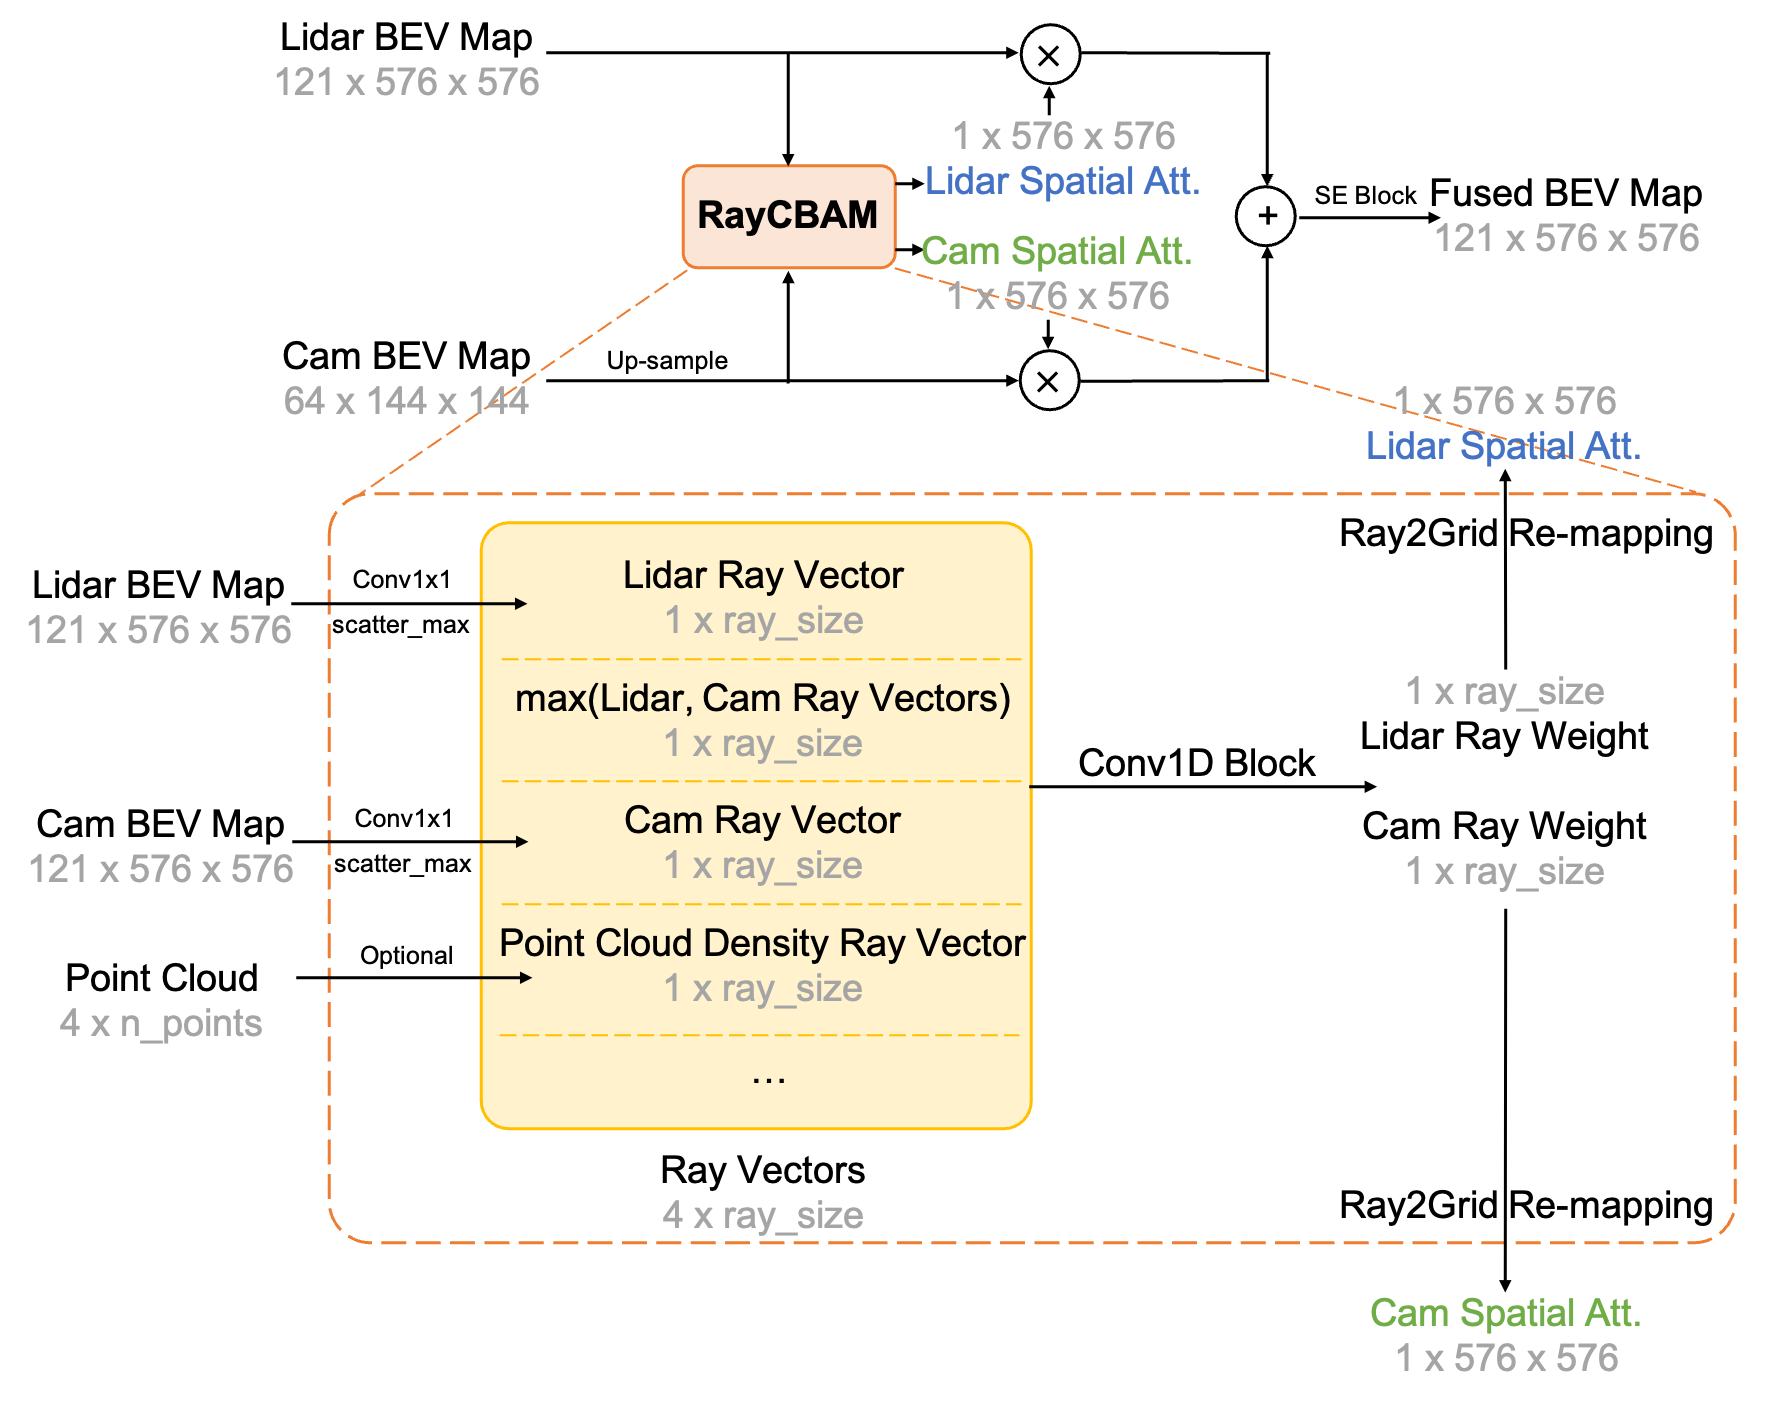 Lidar BEV Map
121 x 576 x 576
×
1 x 576 x 576
Lidar Spatial Att.
RayCBAM
Cam Spatial Att.
1 x 576 x 576
+
SE Block
Fused BEV Map
121 x 576 x 576
Cam BEV Map
64 x 144 x 144
Up-sample
×
1 x 576 x 576
Lidar Spatial Att.
Ray2Grid Re-mapping
Lidar BEV Map
121 x 576 x 576
Conv1x1
scatter_max
Lidar Ray Vector
1 x ray_size
max(Lidar, Cam Ray Vectors)
1 x ray_size
Cam BEV Map
121 x 576 x 576
Conv1x1
scatter_max
Cam Ray Vector
1 x ray_size
Point Cloud
4 x n_points
Optional
Point Cloud Density Ray Vector
1 x ray_size
...
Ray Vectors
4 x ray_size
Conv1D Block
1 x ray_size
Lidar Ray Weight
Cam Ray Weight
1 x ray_size
Ray2Grid Re-mapping
Cam Spatial Att.
1 x 576 x 576